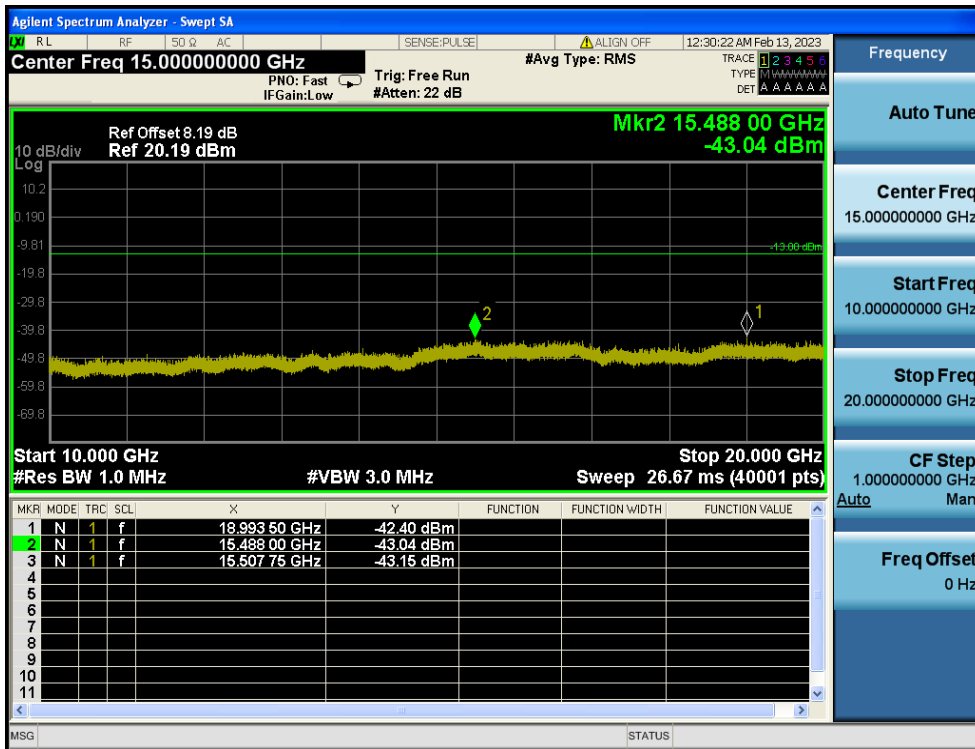 Agilent Spectrum Analyzer - Swept SA
LXI RL RF 50 Ω AC SENSE:PULSE ALIGN OFF 12:30:22 AM Feb 13, 2023
Center Freq 15.000000000 GHz #Avg Type: RMS TRACE 1 2 3 4 5 6
PNO: Fast Trig: Free Run TYPE M WWWWW
IFGain:Low #Atten: 22 dB DET A A A A A A
Mkr2 15.488 00 GHz
-43.04 dBm
Ref Offset 8.19 dB
10 dB/div Ref 20.19 dBm
Log
10.2
0.190
-9.81
-13.00 dBm
-19.8
-29.8
2
1
-39.8
-49.8
-59.8
-69.8
Start 10.000 GHz Stop 20.000 GHz
#Res BW 1.0 MHz #VBW 3.0 MHz Sweep 26.67 ms (40001 pts)
MKR MODE TRC SCL X Y FUNCTION FUNCTION WIDTH FUNCTION VALUE
1 N 1 f 18.993 50 GHz -42.40 dBm
2 N 1 f 15.488 00 GHz -43.04 dBm
3 N 1 f 15.507 75 GHz -43.15 dBm
4
5
6
7
8
9
10
11
MSG STATUS
Frequency
Auto Tune
Center Freq
15.000000000 GHz
Start Freq
10.000000000 GHz
Stop Freq
20.000000000 GHz
CF Step
1.000000000 GHz
Auto Man
Freq Offset
0 Hz